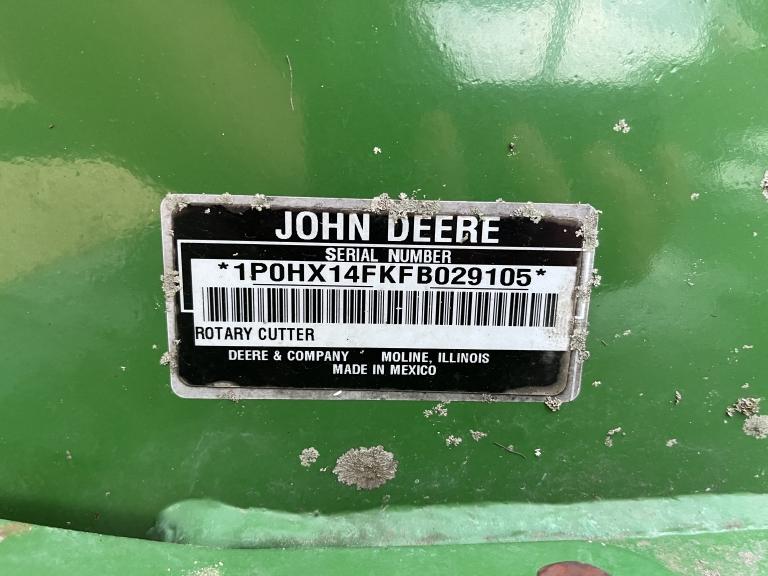 JOHN DEERE
SERIAL NUMBER
*1P0HX14FKFB029105*
ROTARY CUTTER
DEERE & COMPANY MOLINE, ILLINOIS
MADE IN MEXICO